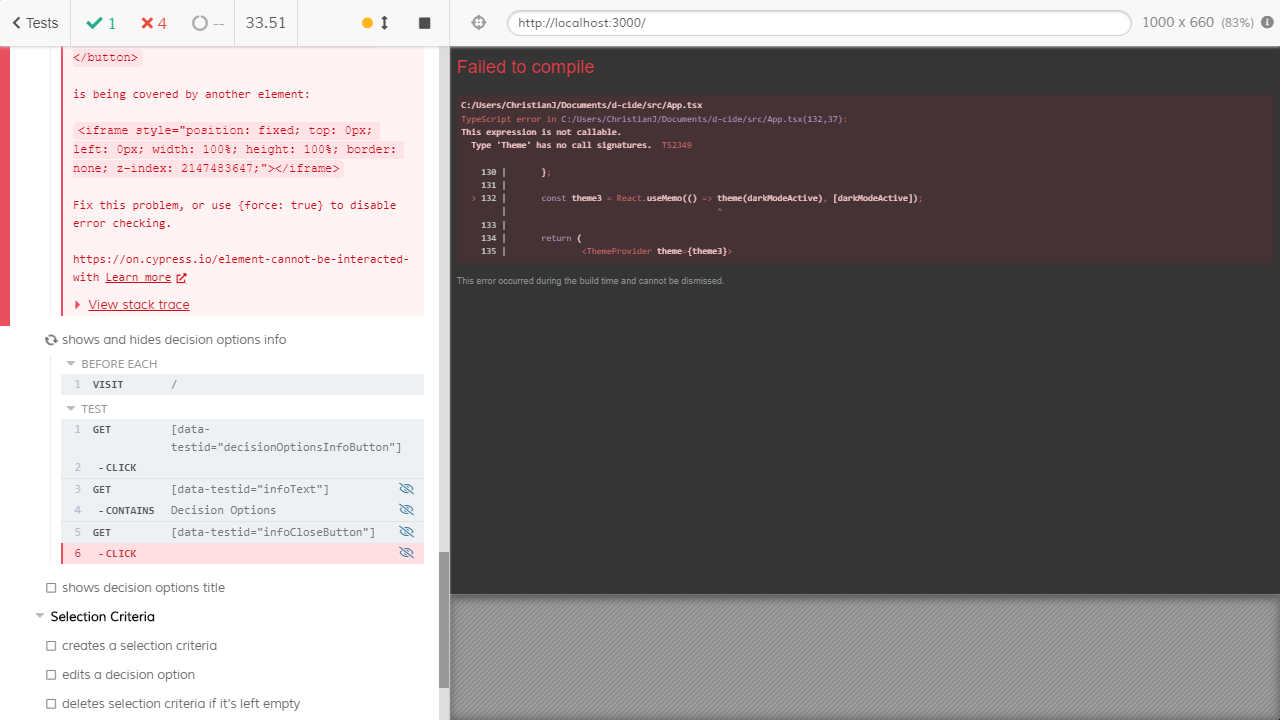 Tests
1
4
--
33.51
http://localhost:3000/
1000 x 660 (83%)
</button>
is being covered by another element:
<iframe style="position: fixed; top: 0px;
left: 0px; width: 100%; height: 100%; border:
none; z-index: 2147483647;"></iframe>
Fix this problem, or use {force: true} to disable
error checking.
https://on.cypress.io/element-cannot-be-interacted-
with Learn more
View stack trace
shows and hides decision options info
BEFORE EACH
1 VISIT /
TEST
1 GET [data-
testid="decisionOptionsInfoButton"]
2 -CLICK
3 GET [data-testid="infoText"]
4 -CONTAINS Decision Options
5 GET [data-testid="infoCloseButton"]
6 -CLICK
shows decision options title
Selection Criteria
creates a selection criteria
edits a decision option
deletes selection criteria if it's left empty
Failed to compile
C:/Users/ChristianJ/Documents/d-cide/src/App.tsx
TypeScript error in C:/Users/ChristianJ/Documents/d-cide/src/App.tsx(132,37):
This expression is not callable.
Type 'Theme' has no call signatures.  TS2349
130 | };
131 |
> 132 | const theme3 = React.useMemo(() => theme(darkModeActive), [darkModeActive]);
| ^
133 |
134 | return (
135 | <ThemeProvider theme={theme3}>
This error occurred during the build time and cannot be dismissed.